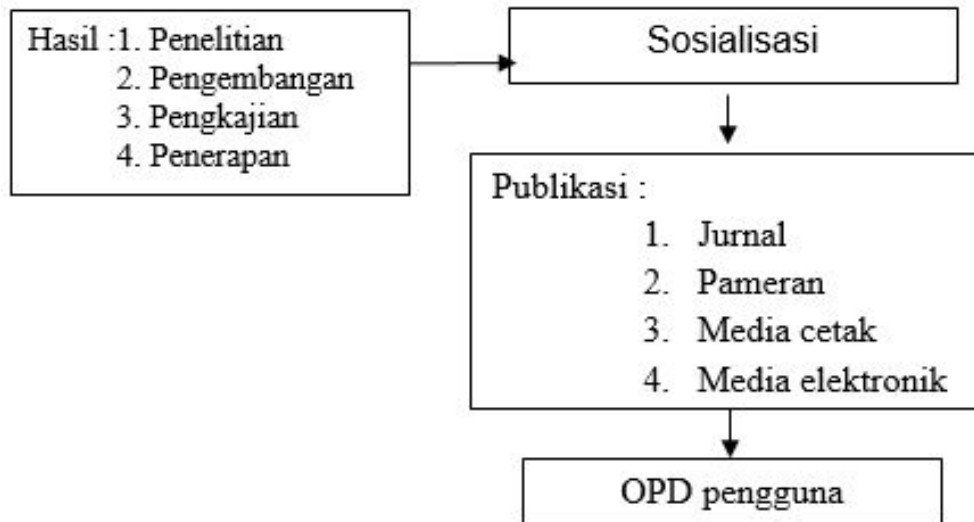 Hasil :1. Penelitian
2. Pengembangan
3. Pengkajian
4. Penerapan
Sosialisasi
Publikasi :
1. Jurnal
2. Pameran
3. Media cetak
4. Media elektronik
OPD pengguna